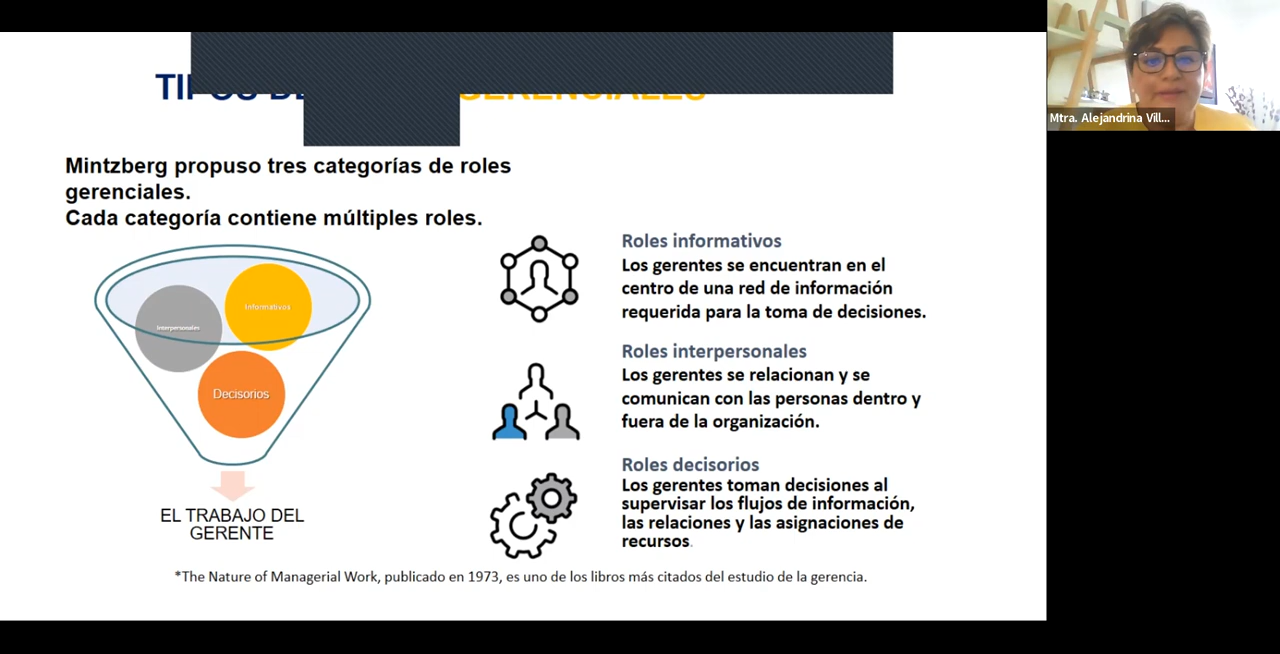 GERENCIALES
Mintzberg propuso tres categorías de roles
gerenciales.
Cada categoría contiene múltiples roles.
Interpersonales
Informativos
Decisorios
EL TRABAJO DEL
GERENTE
Roles informativos
Los gerentes se encuentran en el
centro de una red de información
requerida para la toma de decisiones.
Roles interpersonales
Los gerentes se relacionan y se
comunican con las personas dentro y
fuera de la organización.
Roles decisorios
Los gerentes toman decisiones al
supervisar los flujos de información,
las relaciones y las asignaciones de
recursos.
*The Nature of Managerial Work, publicado en 1973, es uno de los libros más citados del estudio de la gerencia.
Mtra. Alejandrina Vill...